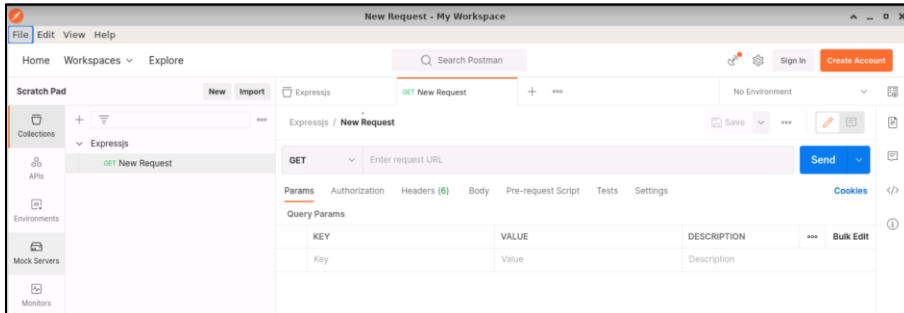 New Request - My Workspace
File Edit View Help
Home Workspaces Explore Search Postman Sign In Create Account
Scratch Pad New Import Expressjs GET New Request No Environment
Collections
Expressjs
GET New Request
APIs
Environments
Mock Servers
Monitors
Expressjs / New Request Save
GET Enter request URL Send
Params Authorization Headers (6) Body Pre-request Script Tests Settings Cookies
Query Params
KEY VALUE DESCRIPTION Bulk Edit
Key Value Description